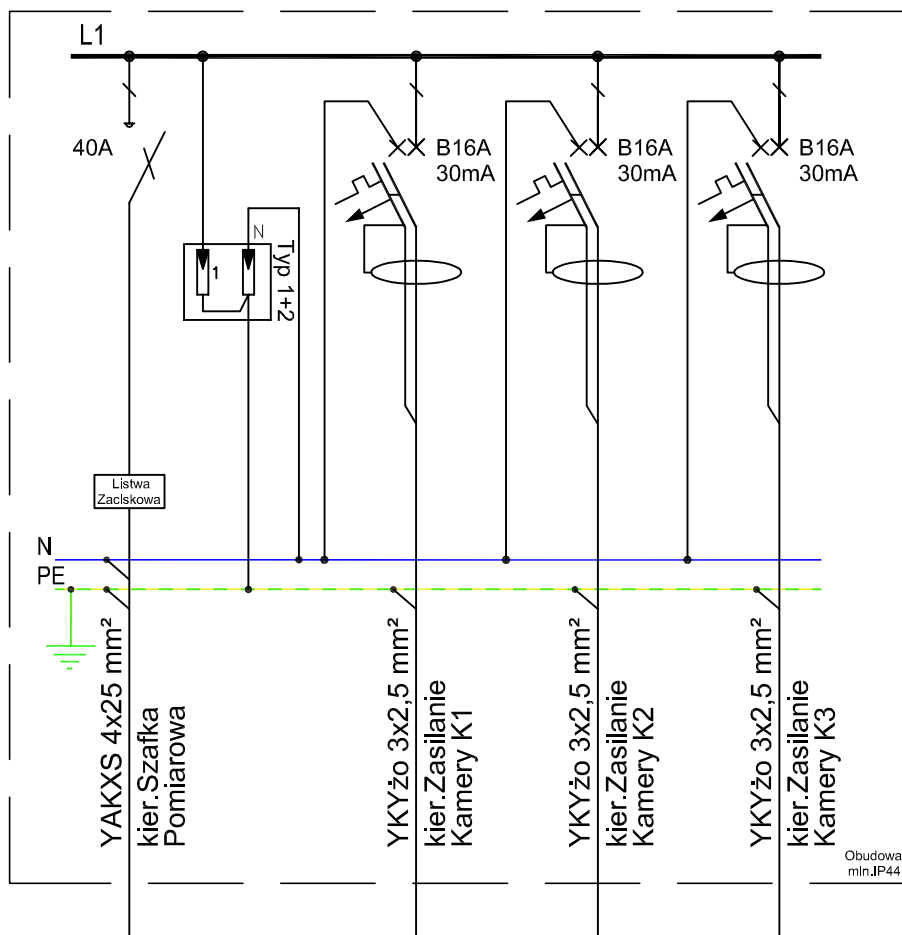 L1
40A
B16A
30mA
B16A
30mA
B16A
30mA
N
1
Typ 1+2
Listwa
Zaciskowa
N
PE
YAKXS 4x25 mm²
kier.Szafka
Pomiarowa
YKYżo 3x2,5 mm²
kier.Zasilanie
Kamery K1
YKYżo 3x2,5 mm²
kier.Zasilanie
Kamery K2
YKYżo 3x2,5 mm²
kier.Zasilanie
Kamery K3
Obudowa
min.IP44